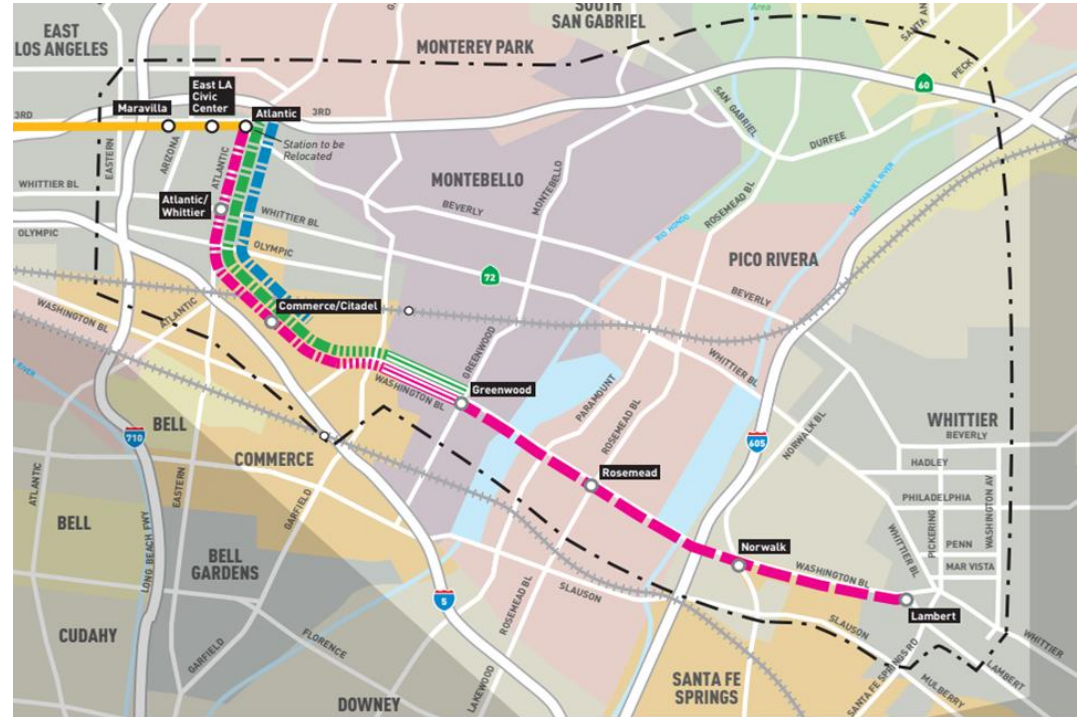 EAST
LOS ANGELES
MONTEREY PARK
SOUTH
SAN GABRIEL
Area
SANTA AN
PECK
60
3RD
Maravilla
East LA
Civic
Center
Atlantic
3RD
Station to be
Relocated
EASTERN
ARIZONA
ATLANTIC
SAN GABRIEL
DURFEE
WHITTIER BL
Atlantic/
Whittier
WHITTIER BL
MONTEBELLO
BEVERLY
MONTEBELLO
ROSEMEAD BL
RIO HONDO
SAN GABRIEL RIVER
OLYMPIC
OLYMPIC
72
PICO RIVERA
BEVERLY
WASHINGTON BL
ATLANTIC
Commerce/Citadel
GREENWOOD
WASHINGTON BL
Greenwood
PARAMOUNT
ROSEMEAD BL
WHITTIER BL
NORWALK BL
RIVER
710
BELL
COMMERCE
605
WHITTIER
BEVERLY
HADLEY
PHILADELPHIA
PICKERING
WASHINGTON AV
PENN
MAR VISTA
ATLANTIC
EASTERN
GARFIELD
Rosemead
BELL
LONG BEACH FWY
BELL
GARDENS
Norwalk
WASHINGTON BL
WHITTIER BL
Lambert
SLAUSON
ROSEMEAD BL
5
SLAUSON
WHITTIER
LAMBERT
MULBERRY
SANTA FE SPRINGS RD
CUDAHY
GARFIELD
FLORENCE
DOWNEY
LAKEWOOD
SANTA FE
SPRINGS